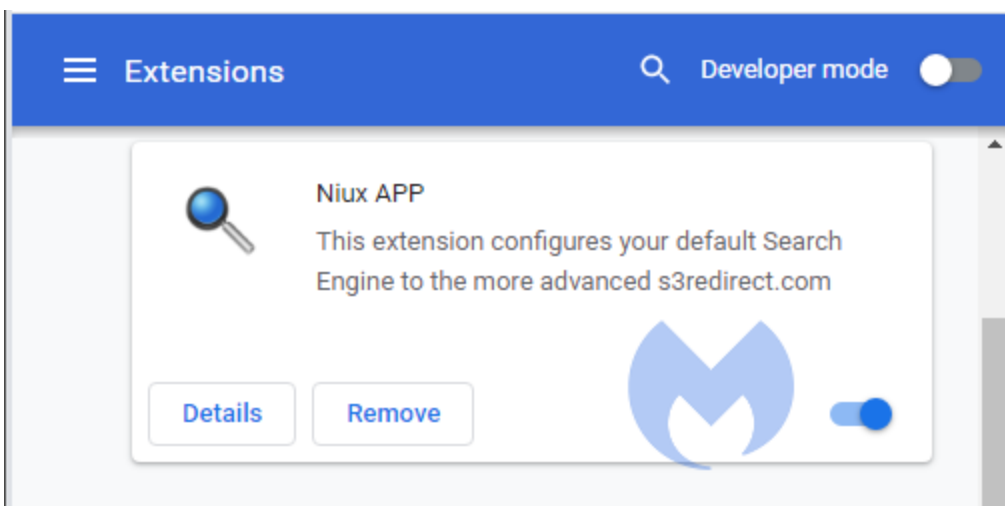 Extensions
Developer mode
Niux APP
This extension configures your default Search
Engine to the more advanced s3redirect.com
Details
Remove